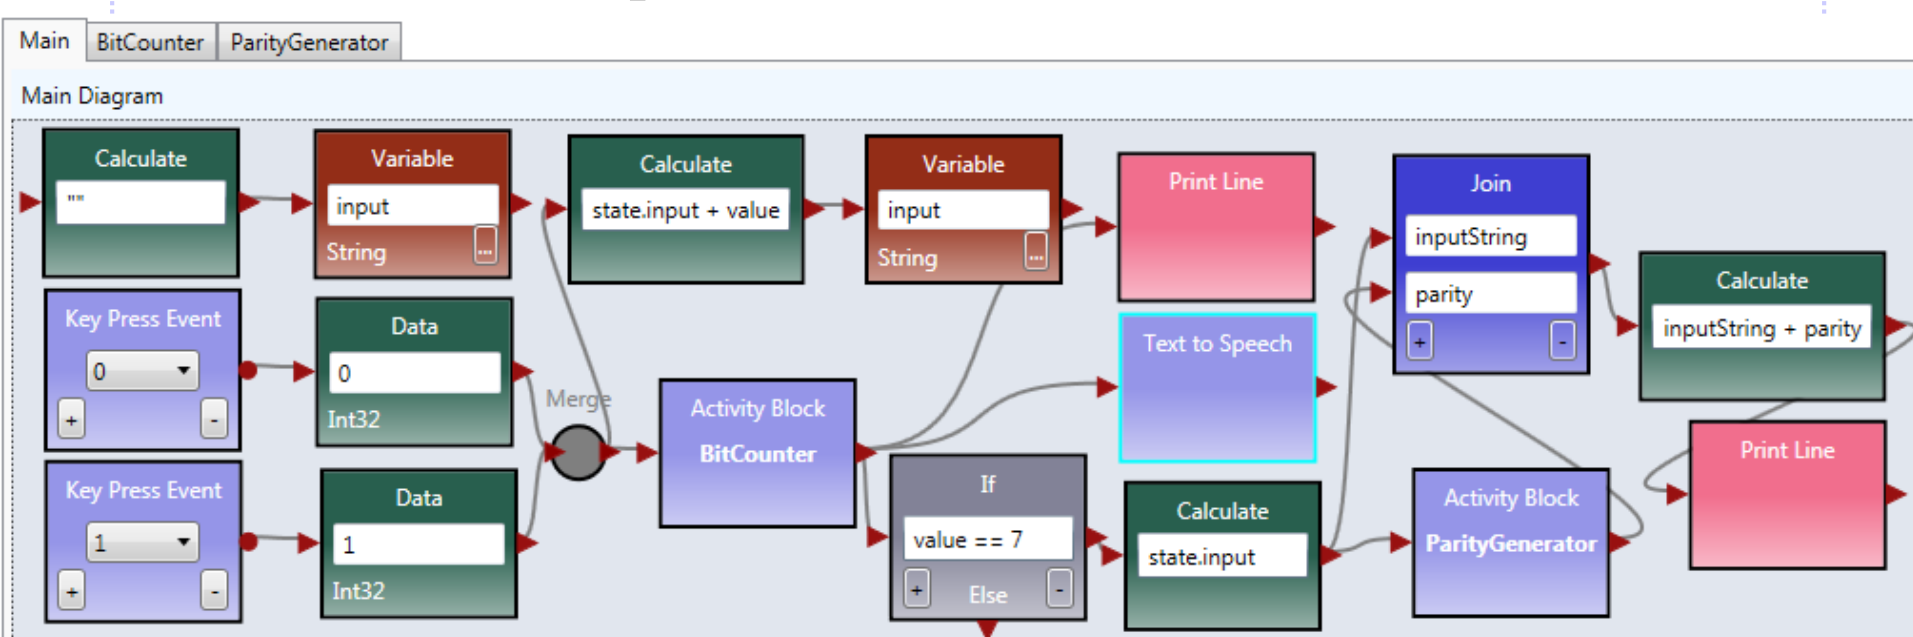 Main BitCounter ParityGenerator
Main Diagram
Calculate
""
Variable
input
String
...
Calculate
state.input + value
Variable
input
String
...
Print Line
Join
inputString
parity
+ -
Calculate
inputString + parity
Key Press Event
0
+ -
Data
0
Int32
Merge
Activity Block
BitCounter
Text to Speech
Key Press Event
1
+ -
Data
1
Int32
If
value == 7
+ Else -
Calculate
state.input
Activity Block
ParityGenerator
Print Line